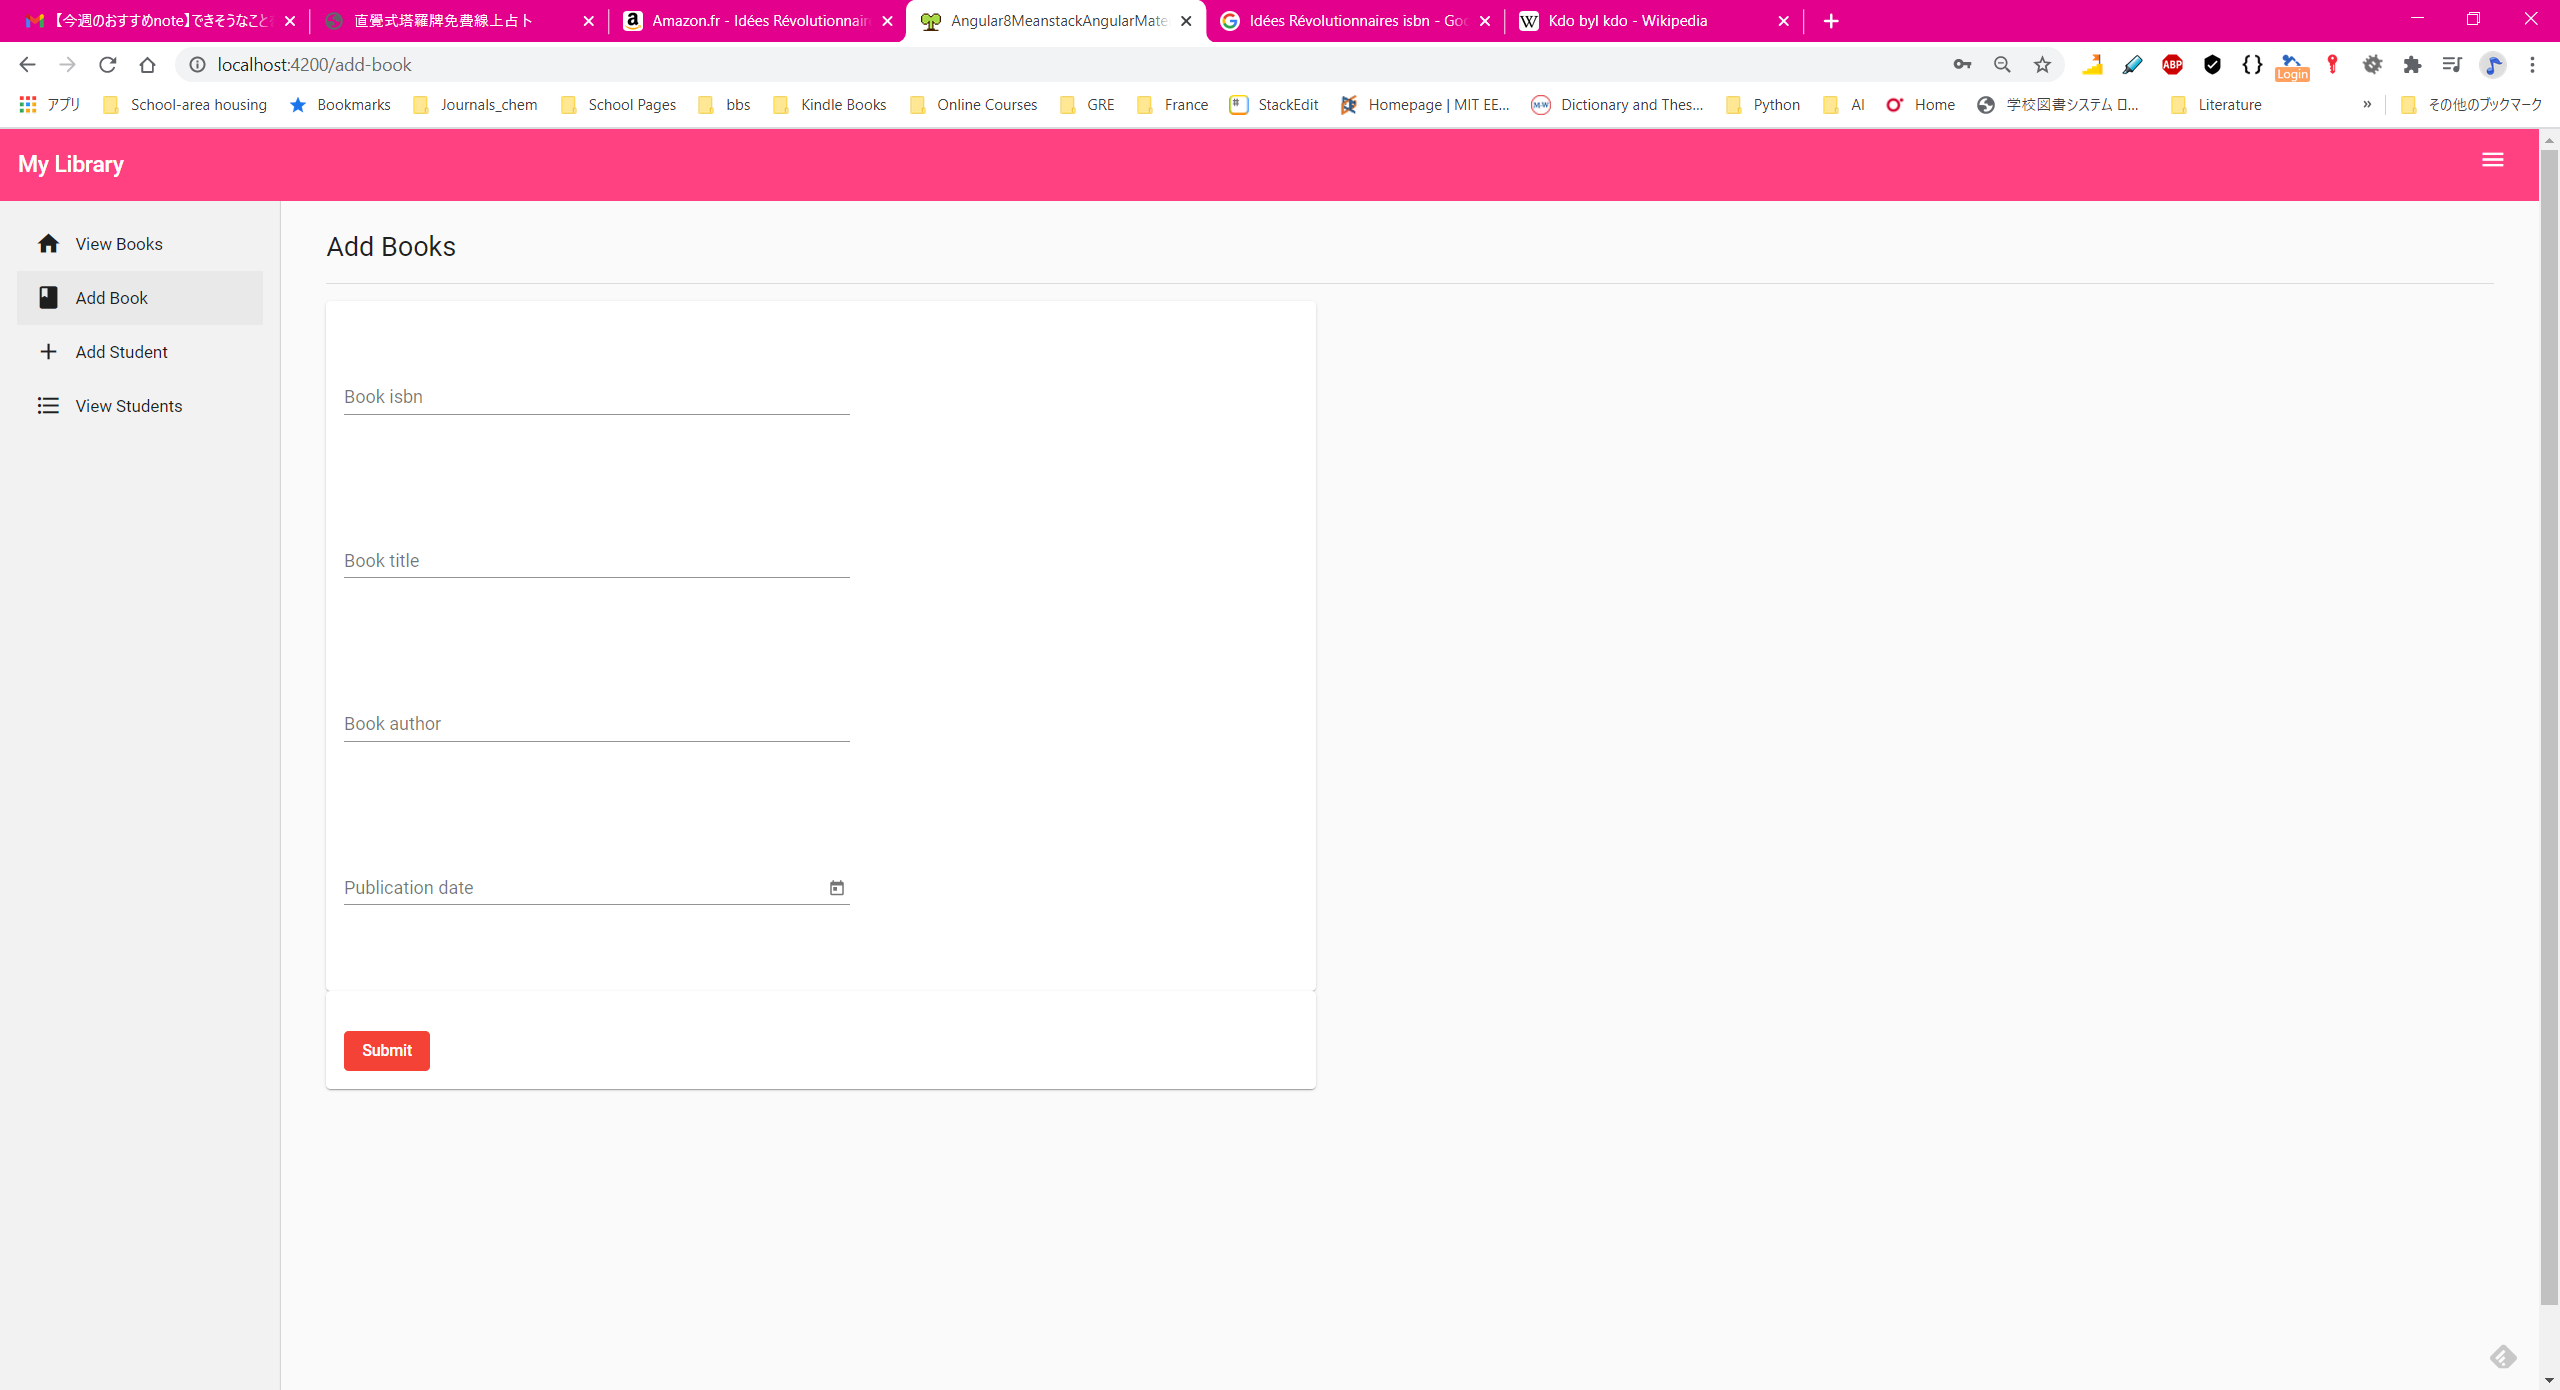 【今週のおすすめnote】できそうなこと
直覺式塔羅牌免費線上占卜
Amazon.fr - Idées Révolutionnair
Angular8MeanstackAngularMate
Idées Révolutionnaires isbn - Goo
Kdo byl kdo - Wikipedia
localhost:4200/add-book
ABP
{}
Login
アプリ
School-area housing
Bookmarks
Journals_chem
School Pages
bbs
Kindle Books
Online Courses
GRE
France
StackEdit
Homepage | MIT EE...
Dictionary and Thes...
Python
AI
Home
学校図書システム ロ...
Literature
»
その他のブックマーク
My Library
View Books
Add Book
Add Student
View Students
Add Books
Book isbn
Book title
Book author
Publication date
Submit